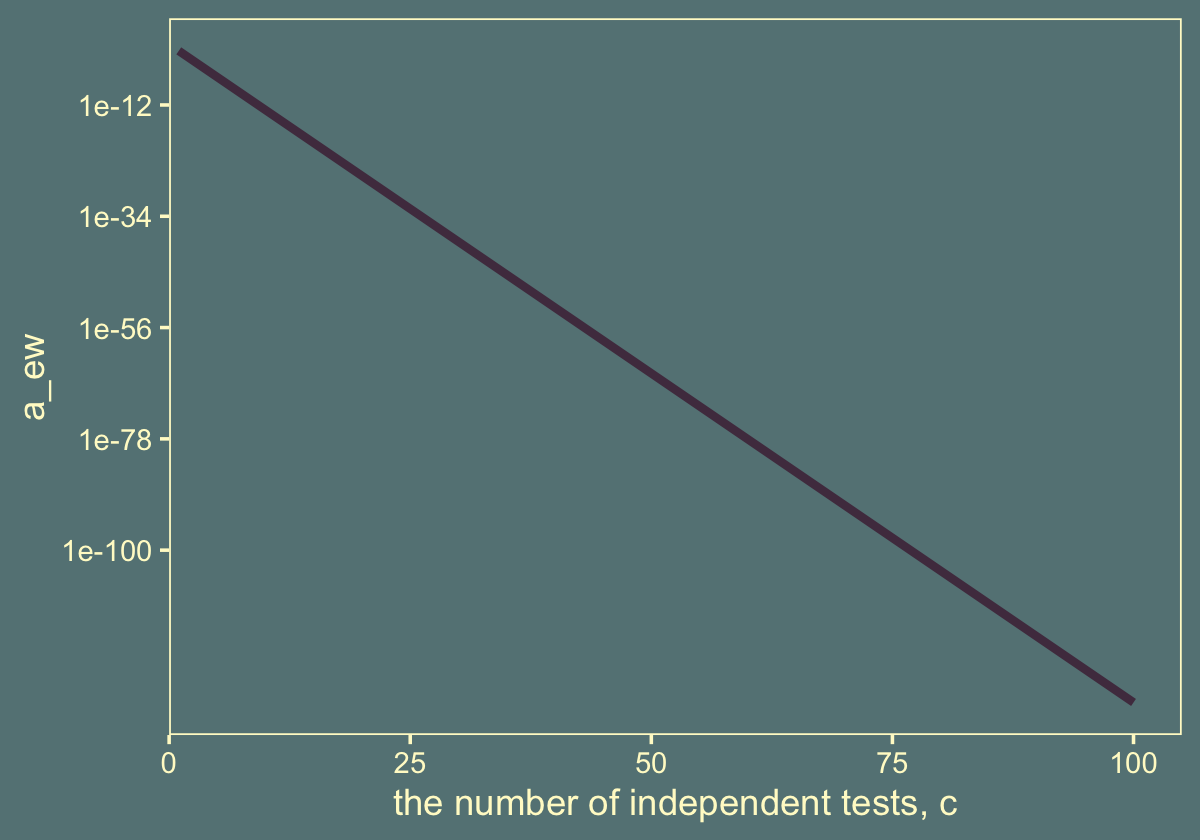 a_ew
1e-12
1e-34
1e-56
1e-78
1e-100
0 25 50 75 100
the number of independent tests, c